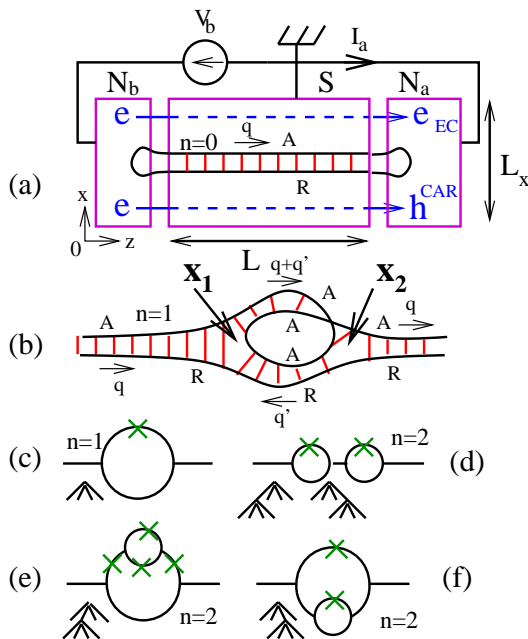 V_b
I_a
N_b S N_a
e e_EC
n=0 q A
(a) R L_x
e h^CAR
x
0 z
L
x_1 q+q' x_2
A n=1 A A q
(b) A
q R R R
q'
n=1 n=2
(c) (d)
(e) (f)
n=2 n=2